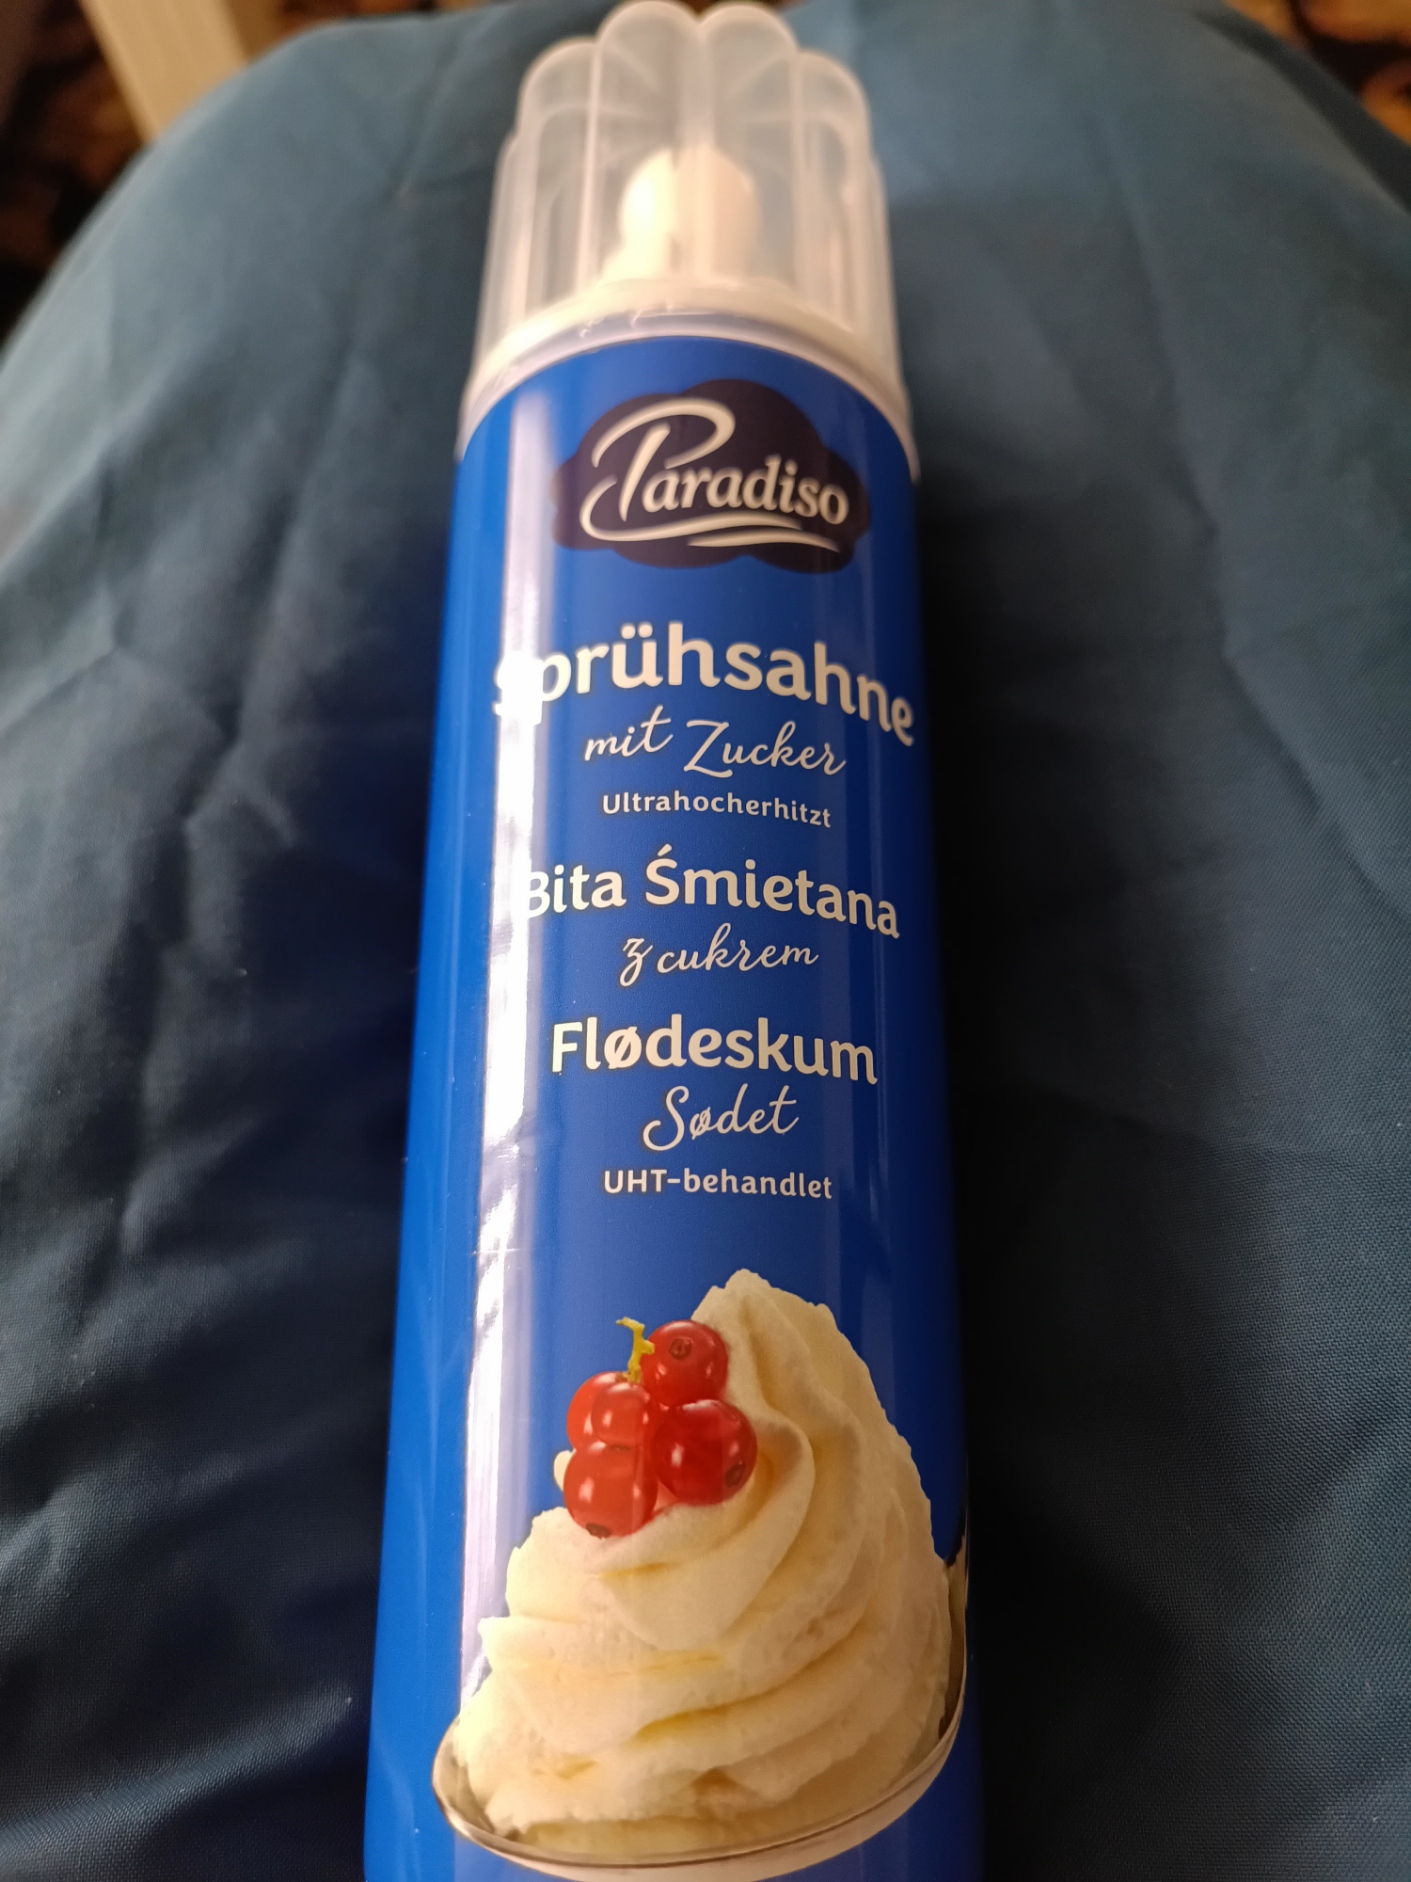 Paradiso
Sprühsahne
mit Zucker
Ultrahocherhitzt
Bita Śmietana
z cukrem
Flødeskum
Sødet
UHT-behandlet